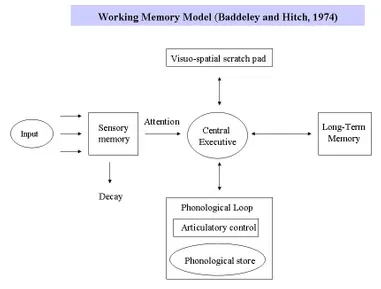 Working Memory Model (Baddeley and Hitch, 1974)
Visuo-spatial scratch pad
Input
Sensory
memory
Attention
Central
Executive
Long-Term
Memory
Decay
Phonological Loop
Articulatory control
Phonological store